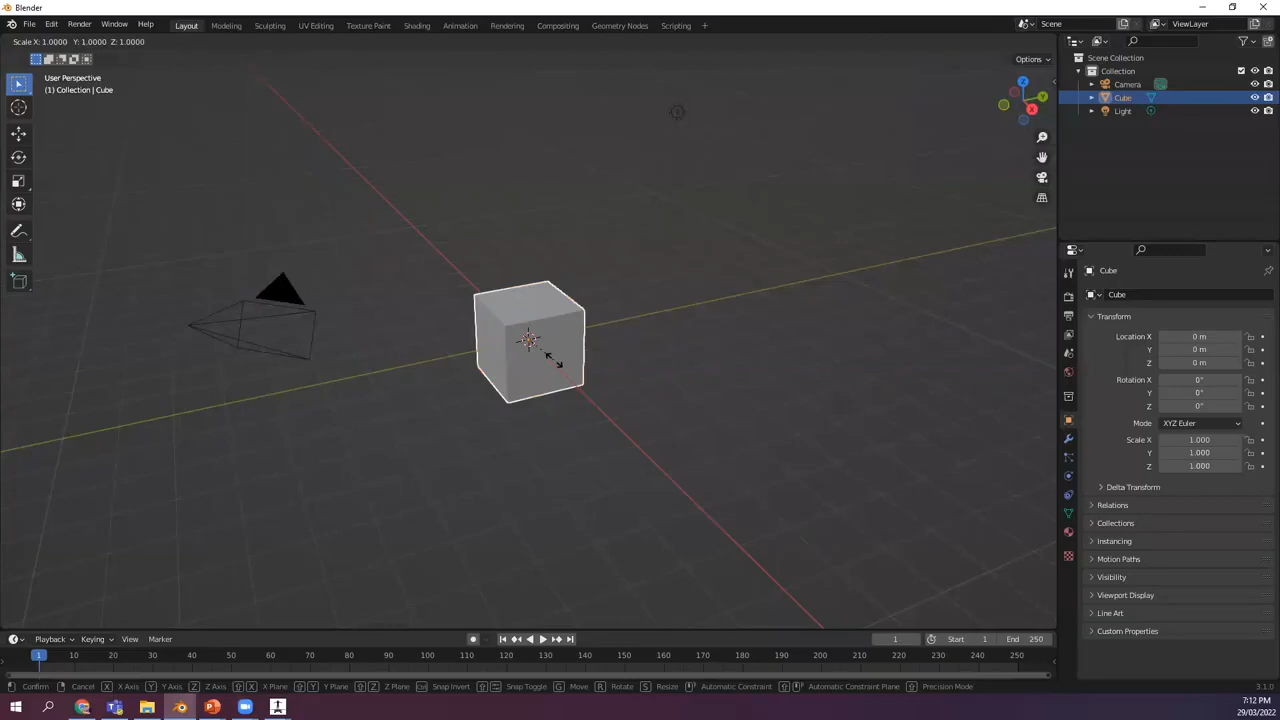 Blender
File Edit Render Window Help
Layout Modeling Sculpting UV Editing Texture Paint Shading Animation Rendering Compositing Geometry Nodes Scripting +
Scene
ViewLayer
Scale X: 1.0000 Y: 1.0000 Z: 1.0000
Options
User Perspective
(1) Collection | Cube
Z
Y
X
Scene Collection
Collection
Camera
Cube
Light
Cube
Cube
Transform
Location X 0 m
Y 0 m
Z 0 m
Rotation X 0°
Y 0°
Z 0°
Mode XYZ Euler
Scale X 1.000
Y 1.000
Z 1.000
Delta Transform
Relations
Collections
Instancing
Motion Paths
Visibility
Viewport Display
Line Art
Custom Properties
Playback Keying View Marker
1 Start 1 End 250
1 10 20 30 40 50 60 70 80 90 100 110 120 130 140 150 160 170 180 190 200 210 220 230 240 250
Confirm Cancel X X Axis Y Y Axis Z Z Axis X X Plane Y Y Plane Z Z Plane Ctrl Snap Invert Snap Toggle G Move R Rotate S Resize Automatic Constraint Automatic Constraint Plane Precision Mode
7:12 PM
29/03/2022